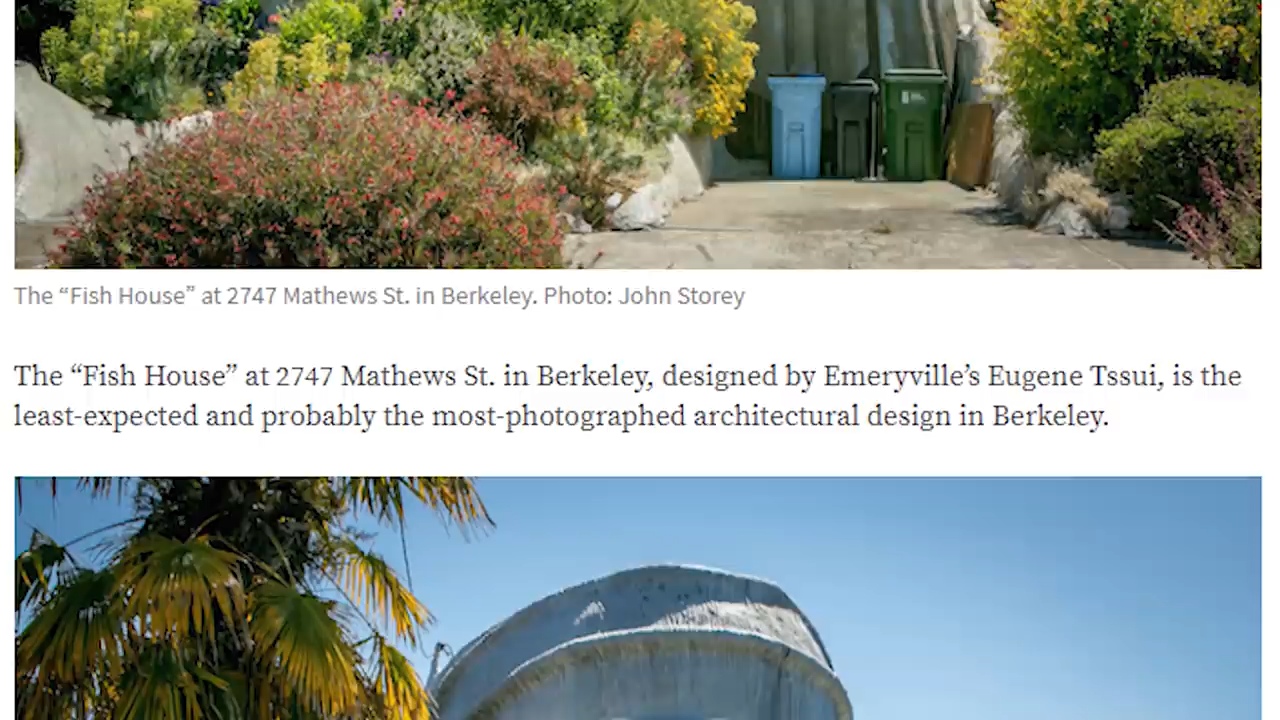 The “Fish House” at 2747 Mathews St. in Berkeley. Photo: John Storey
The “Fish House” at 2747 Mathews St. in Berkeley, designed by Emeryville’s Eugene Tssui, is the
least-expected and probably the most-photographed architectural design in Berkeley.